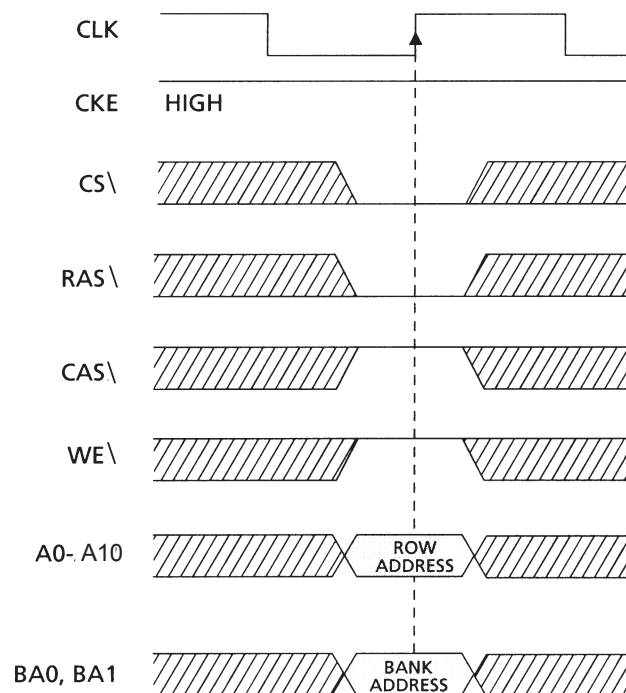 CLK
CKE HIGH
CS\
RAS\
CAS\
WE\
A0-A10 ROW
ADDRESS
BA0, BA1 BANK
ADDRESS